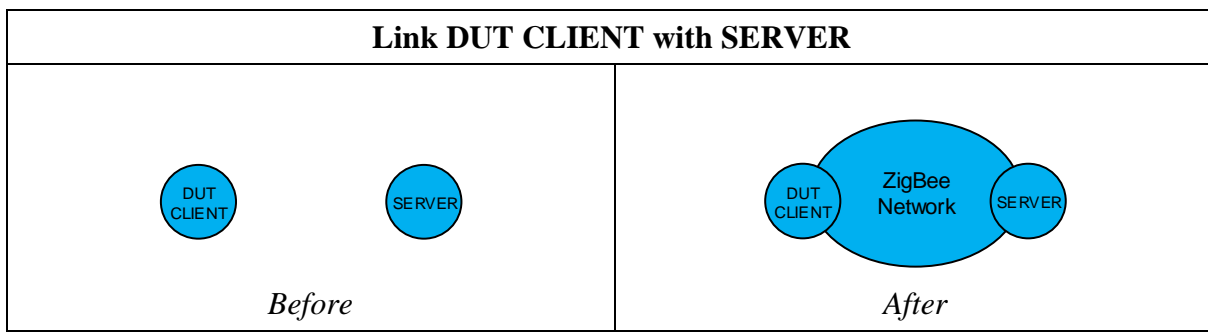 Link DUT CLIENT with SERVER
DUT
CLIENT
SERVER
Before
DUT
CLIENT
ZigBee
Network
SERVER
After